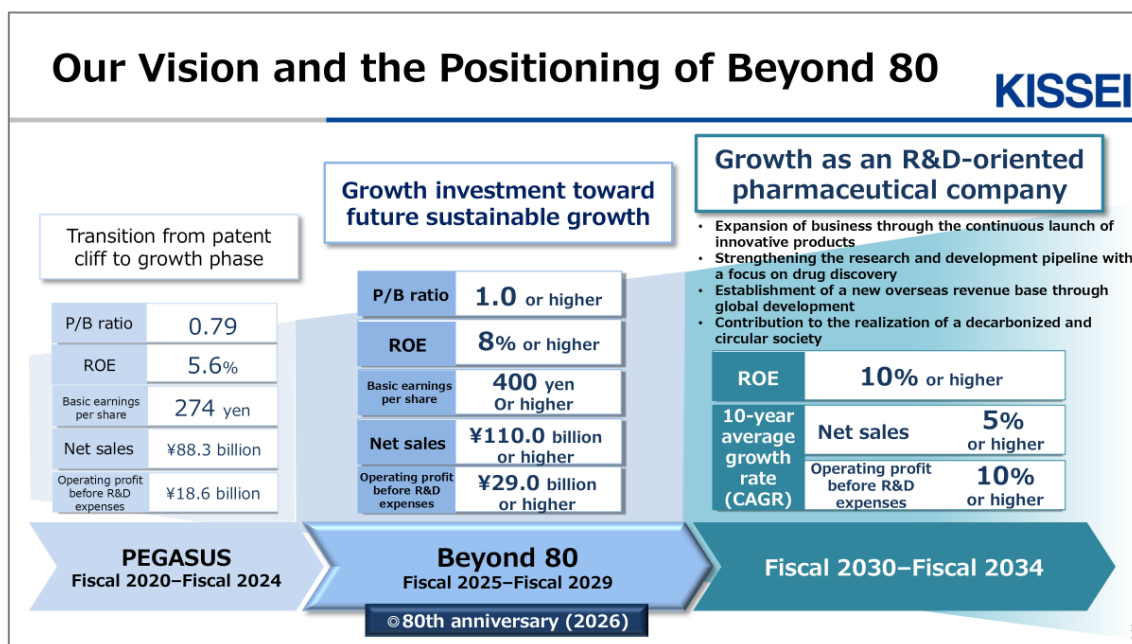 Our Vision and the Positioning of Beyond 80
KISSEI
Transition from patent
cliff to growth phase
P/B ratio 0.79
ROE 5.6%
Basic earnings
per share 274 yen
Net sales ¥88.3 billion
Operating profit
before R&D
expenses ¥18.6 billion
PEGASUS
Fiscal 2020–Fiscal 2024
Growth investment toward
future sustainable growth
P/B ratio 1.0 or higher
ROE 8% or higher
Basic earnings
per share 400 yen
Or higher
Net sales ¥110.0 billion
or higher
Operating profit
before R&D
expenses ¥29.0 billion
or higher
Beyond 80
Fiscal 2025–Fiscal 2029
◎80th anniversary (2026)
Growth as an R&D-oriented
pharmaceutical company
• Expansion of business through the continuous launch of
innovative products
• Strengthening the research and development pipeline with
a focus on drug discovery
• Establishment of a new overseas revenue base through
global development
• Contribution to the realization of a decarbonized and
circular society
ROE 10% or higher
10-year
average
growth
rate
(CAGR)
Net sales 5%
or higher
Operating profit
before R&D
expenses 10%
or higher
Fiscal 2030–Fiscal 2034